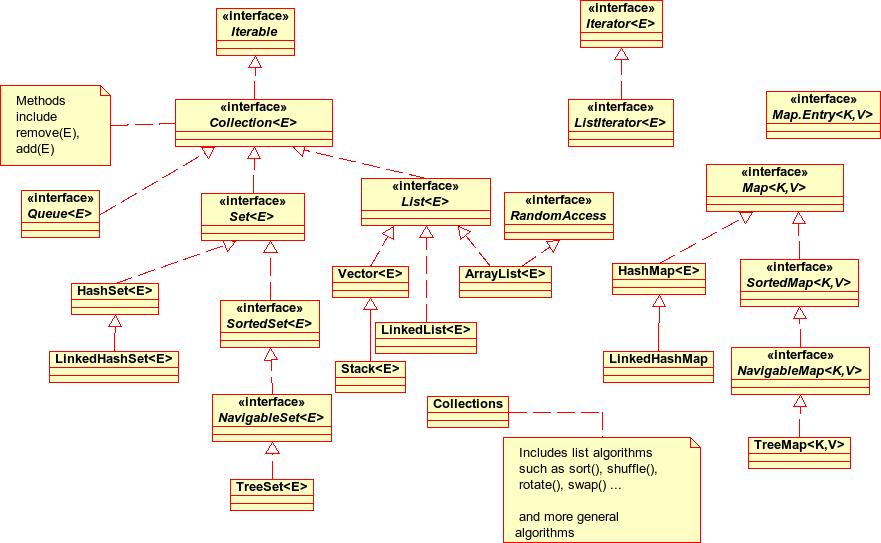 «interface»
Iterable
«interface»
Iterator<E>
Methods
include
remove(E),
add(E)
«interface»
Collection<E>
«interface»
ListIterator<E>
«interface»
Map.Entry<K,V>
«interface»
Queue<E>
«interface»
Set<E>
«interface»
List<E>
«interface»
RandomAccess
«interface»
Map<K,V>
HashSet<E>
Vector<E>
ArrayList<E>
HashMap<E>
«interface»
SortedMap<K,V>
«interface»
SortedSet<E>
LinkedList<E>
LinkedHashSet<E>
Stack<E>
LinkedHashMap
«interface»
NavigableMap<K,V>
«interface»
NavigableSet<E>
Collections
TreeMap<K,V>
TreeSet<E>
Includes list algorithms
such as sort(), shuffle(),
rotate(), swap() ...
and more general
algorithms